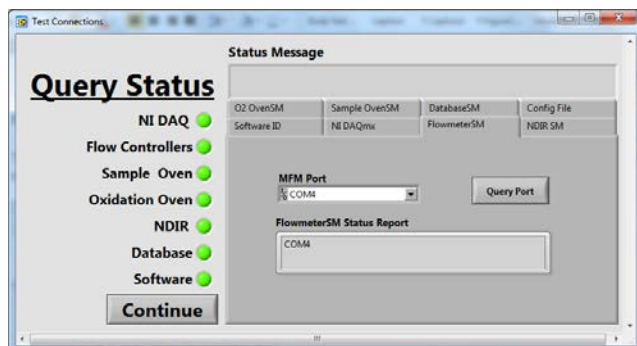 Test Connections
Status Message
Query Status
NI DAQ
Flow Controllers
Sample Oven
Oxidation Oven
NDIR
Database
Software
Continue
O2 OvenSM
Sample OvenSM
DatabaseSM
Config File
Software ID
NI DAQmx
FlowmeterSM
NDIR SM
MFM Port
COM4
Query Port
FlowmeterSM Status Report
COM4